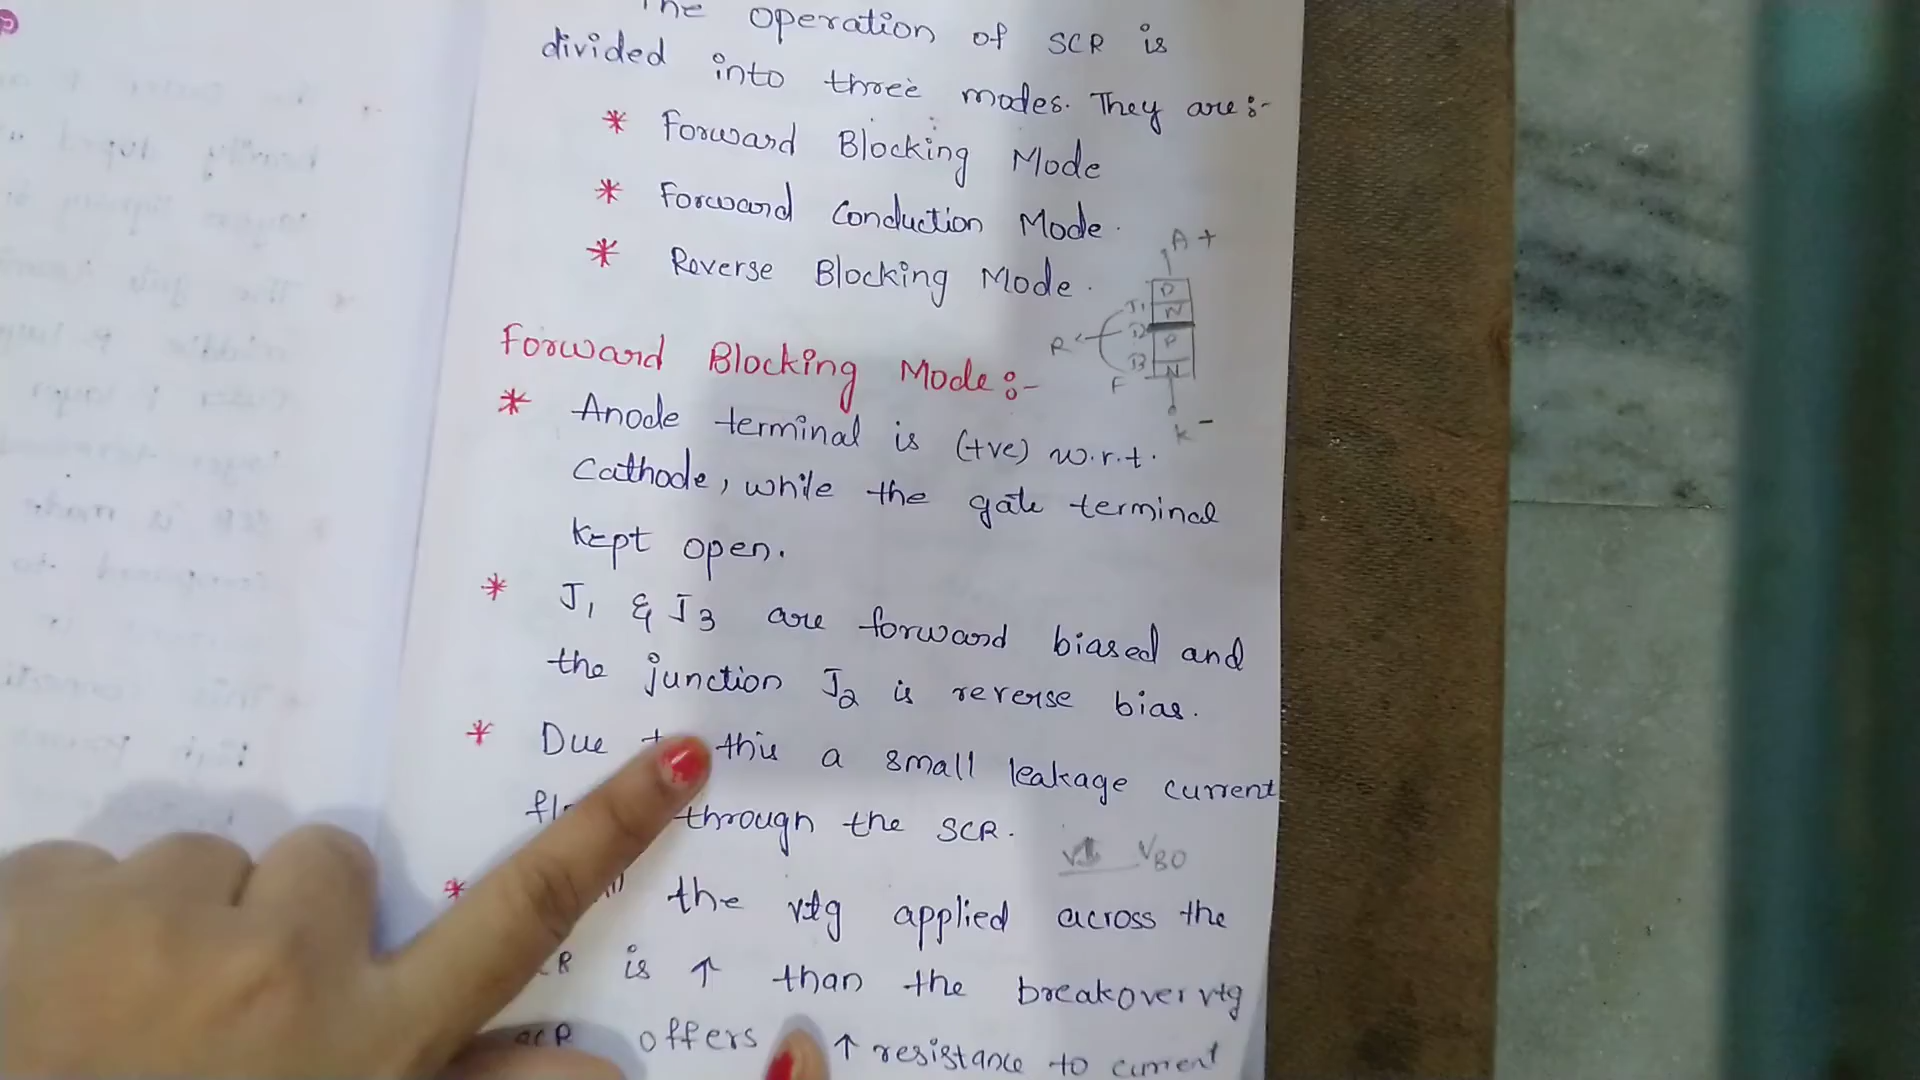 The operation of SCR is
divided into three modes. They are:-
* Forward Blocking Mode
* Forward Conduction Mode.
* Reverse Blocking Mode.
A +
P
J1 N
J2
R P
J3
F N
K -
Forward Blocking Mode:-
* Anode terminal is (+ve) w.r.t.
Cathode, while the gate terminal
kept open.
* J1 & J3 are forward biased and
the junction J2 is reverse bias.
* Due this a small leakage current
through the SCR.
VBO
* the vtg applied across the
is ↑ than the breakover vtg
offers ↑ resistance to current